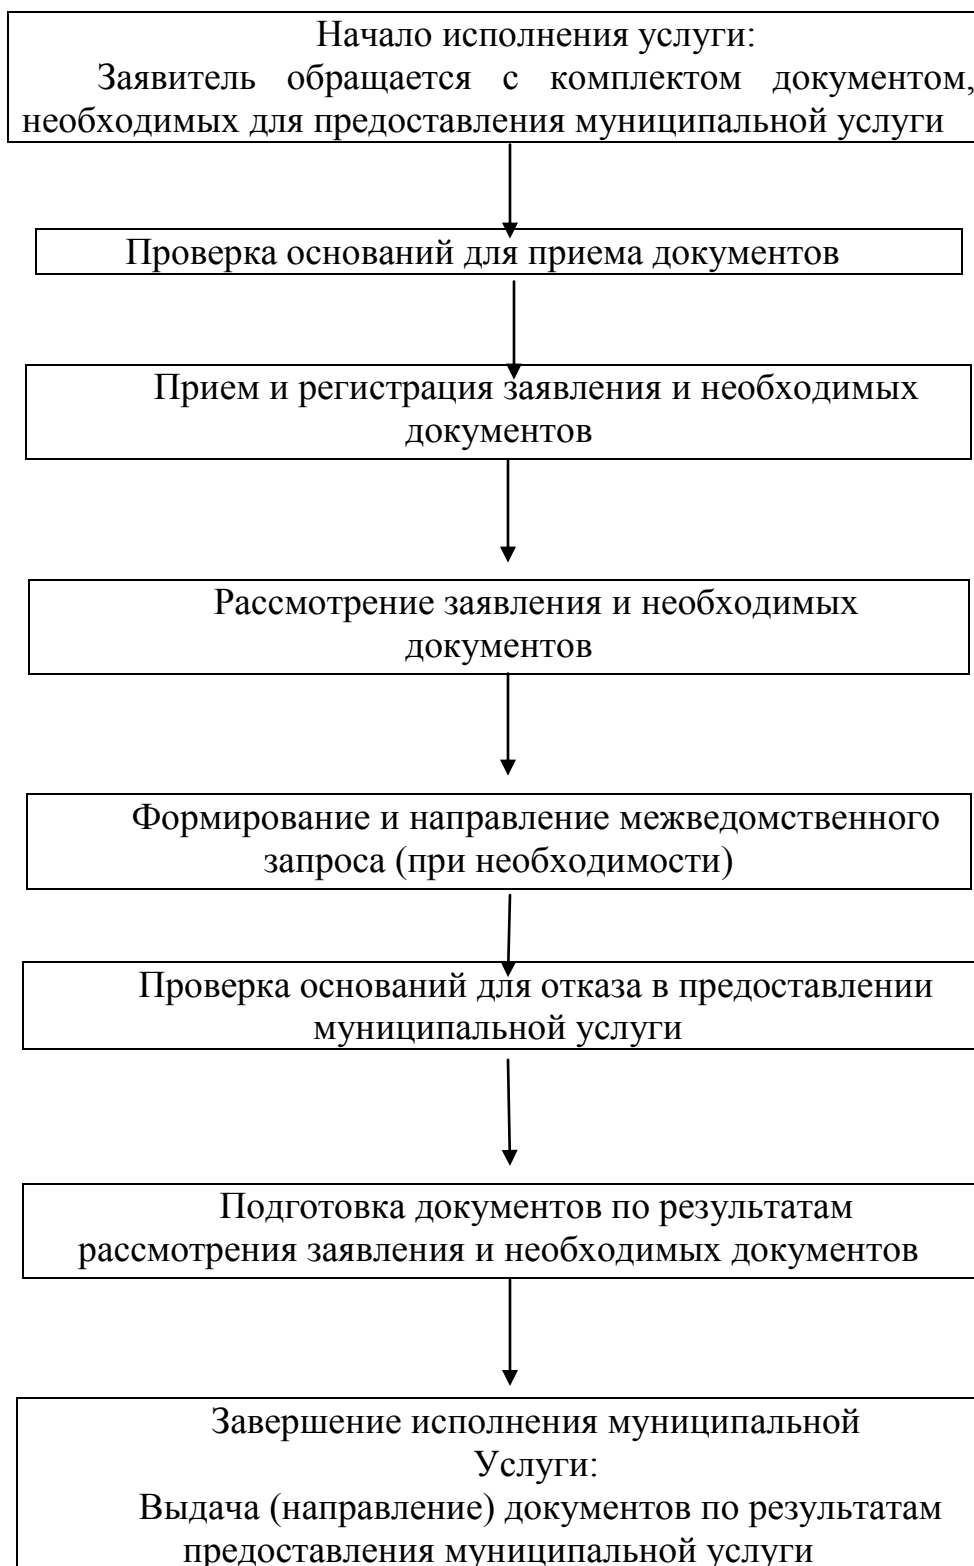 Начало исполнения услуги:
Заявитель обращается с комплектом документом,
необходимых для предоставления муниципальной услуги
Проверка оснований для приема документов
Прием и регистрация заявления и необходимых
документов
Рассмотрение заявления и необходимых
документов
Формирование и направление межведомственного
запроса (при необходимости)
Проверка оснований для отказа в предоставлении
муниципальной услуги
Подготовка документов по результатам
рассмотрения заявления и необходимых документов
Завершение исполнения муниципальной
Услуги:
Выдача (направление) документов по результатам
предоставления муниципальной услуги